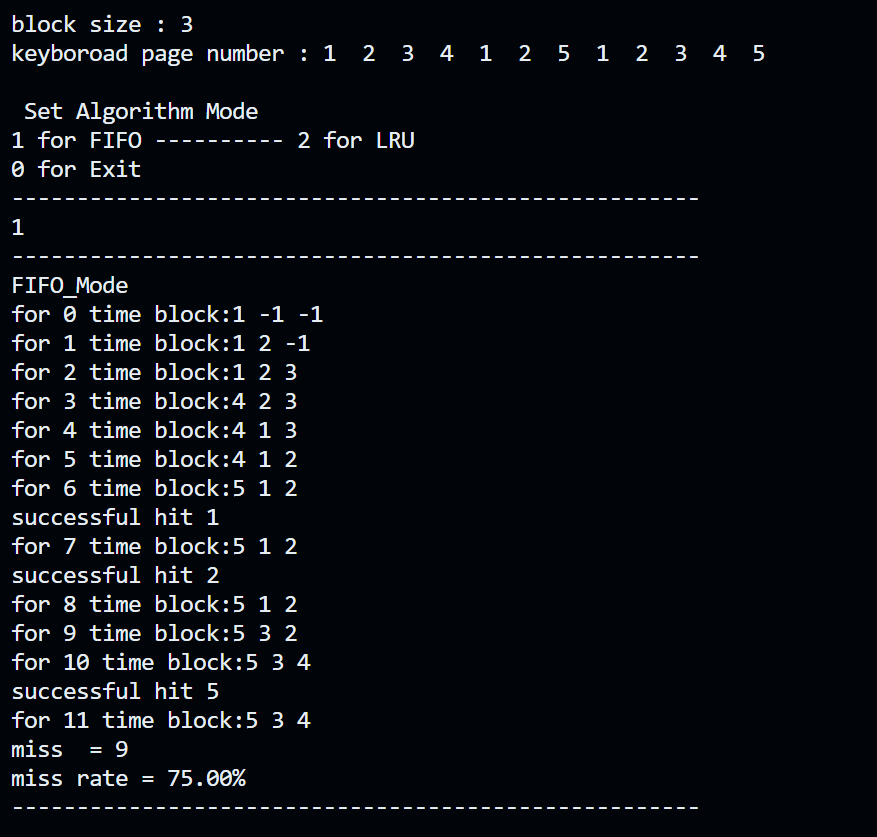 block size : 3
keyboroad page number : 1  2  3  4  1  2  5  1  2  3  4  5
Set Algorithm Mode
1 for FIFO ---------- 2 for LRU
0 for Exit
-----------------------------------------------------
1
-----------------------------------------------------
FIFO_Mode
for 0 time block:1 -1 -1
for 1 time block:1 2 -1
for 2 time block:1 2 3
for 3 time block:4 2 3
for 4 time block:4 1 3
for 5 time block:4 1 2
for 6 time block:5 1 2
successful hit 1
for 7 time block:5 1 2
successful hit 2
for 8 time block:5 1 2
for 9 time block:5 3 2
for 10 time block:5 3 4
successful hit 5
for 11 time block:5 3 4
miss  = 9
miss rate = 75.00%
-----------------------------------------------------